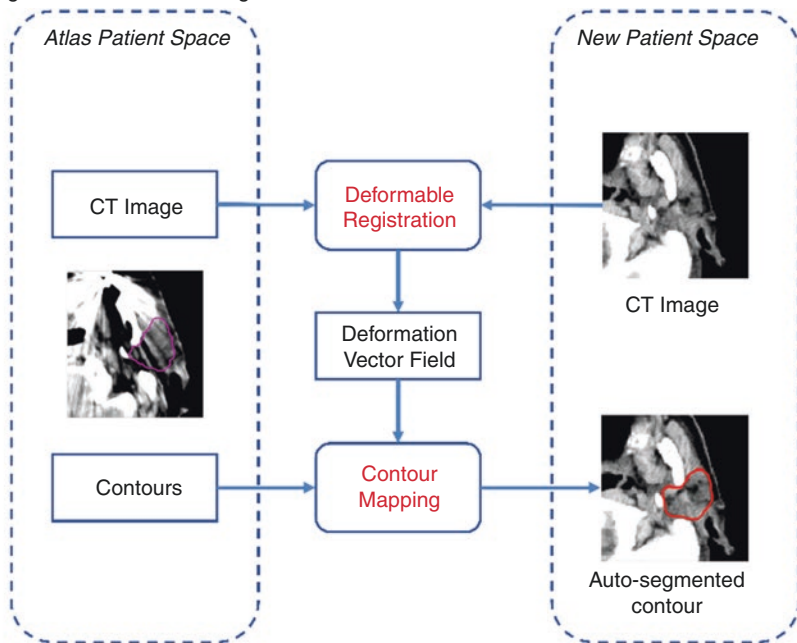 Atlas Patient Space
New Patient Space
CT Image
Deformable
Registration
CT Image
Deformation
Vector Field
Contours
Contour
Mapping
Auto-segmented
contour